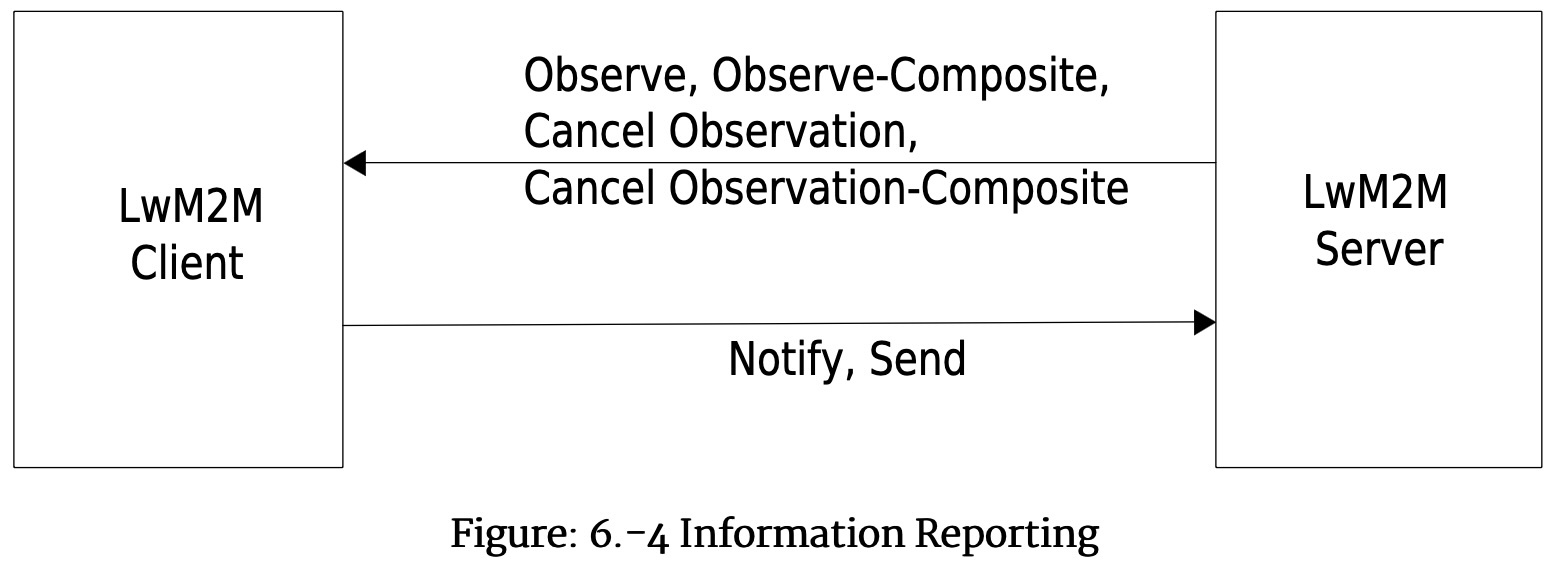 Observe, Observe-Composite,
Cancel Observation,
Cancel Observation-Composite
LwM2M
Client
LwM2M
Server
Notify, Send
Figure: 6.-4 Information Reporting